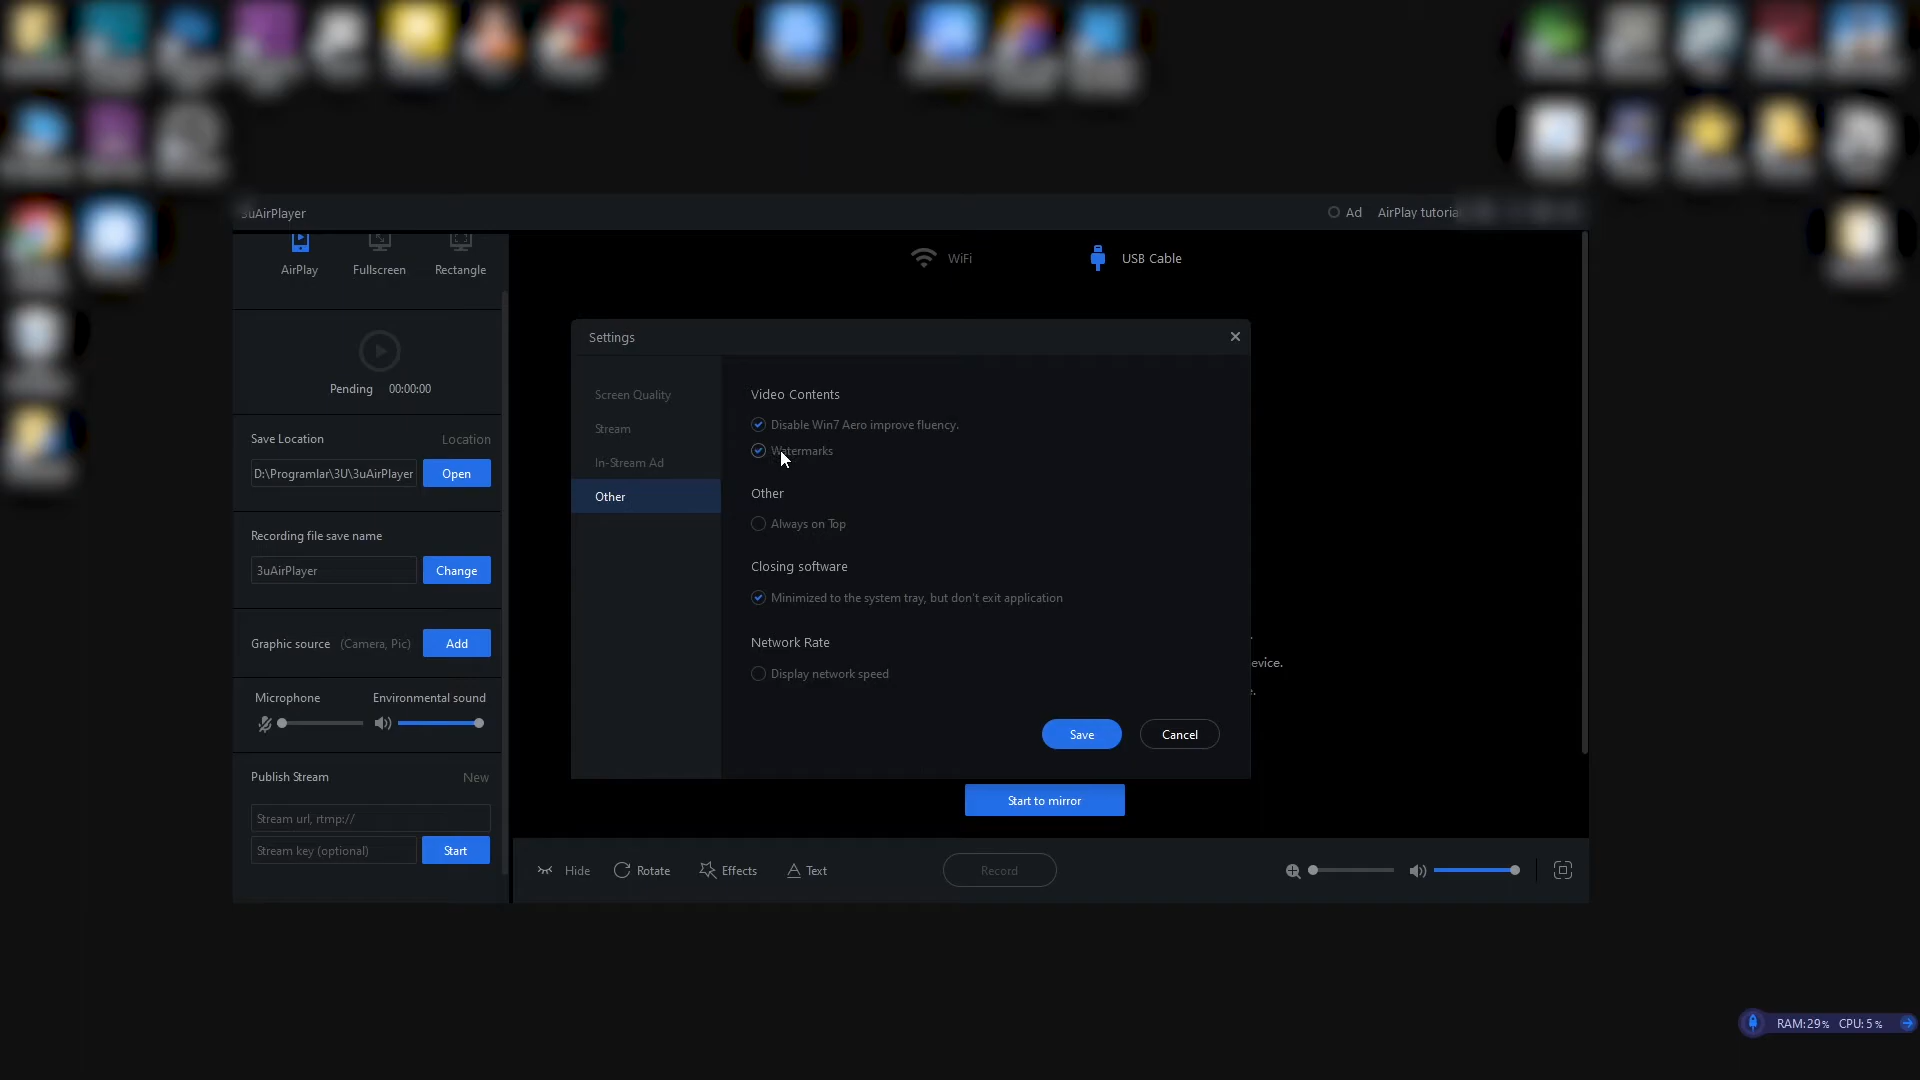 3uAirPlayer
Ad
AirPlay tutoria
AirPlay
Fullscreen
Rectangle
WiFi
USB Cable
Pending 00:00:00
Save Location
Location
D:\Programlar\3U\3uAirPlayer
Open
Recording file save name
3uAirPlayer
Change
Graphic source (Camera, Pic)
Add
Microphone
Environmental sound
Publish Stream
New
Stream url, rtmp://
Stream key (optional)
Start
Settings
Screen Quality
Stream
In-Stream Ad
Other
Video Contents
Disable Win7 Aero improve fluency.
Watermarks
Other
Always on Top
Closing software
Minimized to the system tray, but don't exit application
Network Rate
Display network speed
Save
Cancel
evice.
e.
Start to mirror
Hide
Rotate
Effects
Text
Record
RAM:29% CPU:5%